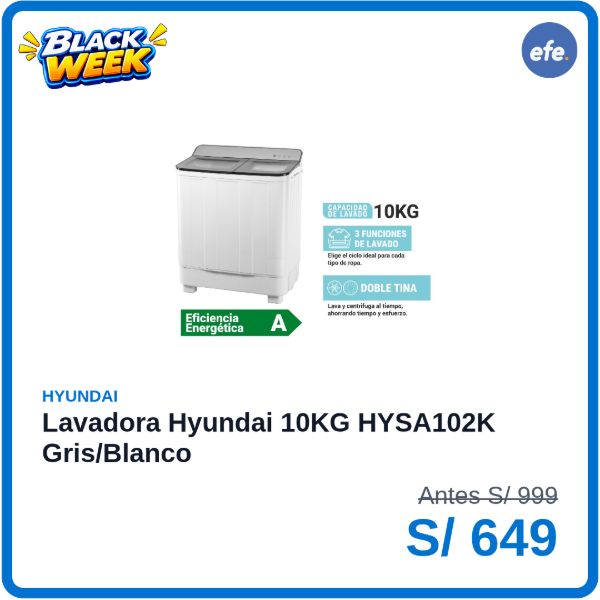 BLACK
WEEK
efe.
CAPACIDAD
DE LAVADO
10KG
3 FUNCIONES
DE LAVADO
Elige el ciclo ideal para cada
tipo de ropa.
DOBLE TINA
Lava y centrifuga al tiempo,
ahorrando tiempo y esfuerzo.
Eficiencia
Energética
A
HYUNDAI
Lavadora Hyundai 10KG HYSA102K
Gris/Blanco
Antes S/ 999
S/ 649